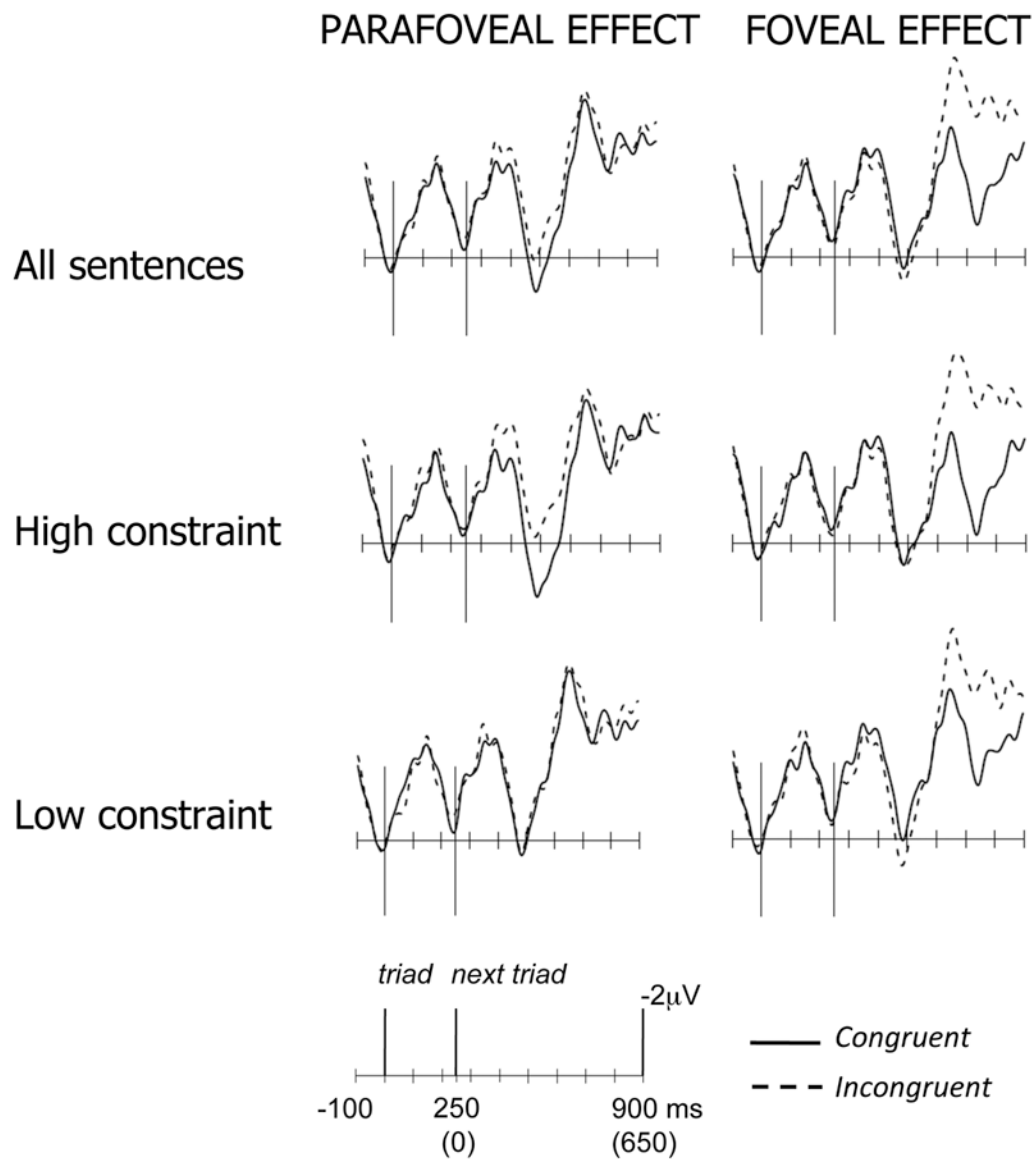 PARAFOVEAL EFFECT FOVEAL EFFECT
All sentences
High constraint
Low constraint
triad next triad
-2μV
Congruent
Incongruent
-100 250 900 ms
(0) (650)